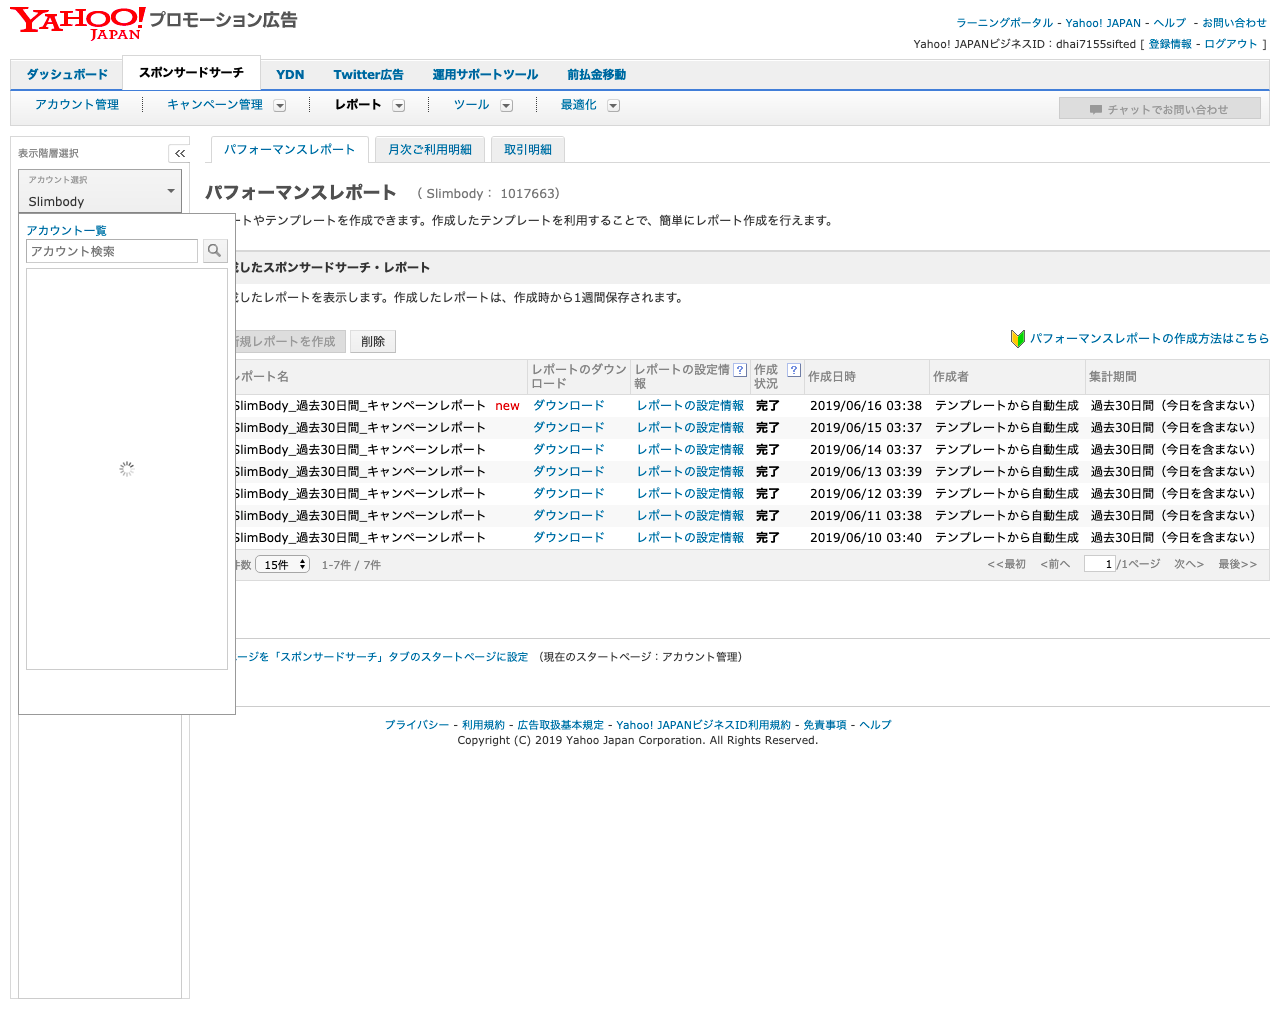 YAHOO! JAPAN プロモーション広告
ラーニングポータル - Yahoo! JAPAN - ヘルプ - お問い合わせ
Yahoo! JAPANビジネスID：dhai7155sifted [ 登録情報 - ログアウト ]
ダッシュボード スポンサードサーチ YDN Twitter広告 運用サポートツール 前払金移動
アカウント管理 キャンペーン管理 レポート ツール 最適化 チャットでお問い合わせ
表示階層選択
アカウント選択
Slimbody
アカウント一覧
アカウント検索
パフォーマンスレポート 月次ご利用明細 取引明細
パフォーマンスレポート （ Slimbody： 1017663）
ートやテンプレートを作成できます。作成したテンプレートを利用することで、簡単にレポート作成を行えます。
したスポンサードサーチ・レポート
したレポートを表示します。作成したレポートは、作成時から1週間保存されます。
規レポートを作成 削除 パフォーマンスレポートの作成方法はこちら
ポート名 レポートのダウンロード レポートの設定情報 ? 作成状況 ? 作成日時 作成者 集計期間
SlimBody_過去30日間_キャンペーンレポート new ダウンロード レポートの設定情報 完了 2019/06/16 03:38 テンプレートから自動生成 過去30日間（今日を含まない）
SlimBody_過去30日間_キャンペーンレポート ダウンロード レポートの設定情報 完了 2019/06/15 03:37 テンプレートから自動生成 過去30日間（今日を含まない）
SlimBody_過去30日間_キャンペーンレポート ダウンロード レポートの設定情報 完了 2019/06/14 03:37 テンプレートから自動生成 過去30日間（今日を含まない）
SlimBody_過去30日間_キャンペーンレポート ダウンロード レポートの設定情報 完了 2019/06/13 03:39 テンプレートから自動生成 過去30日間（今日を含まない）
SlimBody_過去30日間_キャンペーンレポート ダウンロード レポートの設定情報 完了 2019/06/12 03:39 テンプレートから自動生成 過去30日間（今日を含まない）
SlimBody_過去30日間_キャンペーンレポート ダウンロード レポートの設定情報 完了 2019/06/11 03:38 テンプレートから自動生成 過去30日間（今日を含まない）
SlimBody_過去30日間_キャンペーンレポート ダウンロード レポートの設定情報 完了 2019/06/10 03:40 テンプレートから自動生成 過去30日間（今日を含まない）
件数 15件 1-7件 / 7件 <<最初 <前へ 1 /1ページ 次へ> 最後>>
ージを「スポンサードサーチ」タブのスタートページに設定 （現在のスタートページ：アカウント管理）
プライバシー - 利用規約 - 広告取扱基本規定 - Yahoo! JAPANビジネスID利用規約 - 免責事項 - ヘルプ
Copyright (C) 2019 Yahoo Japan Corporation. All Rights Reserved.